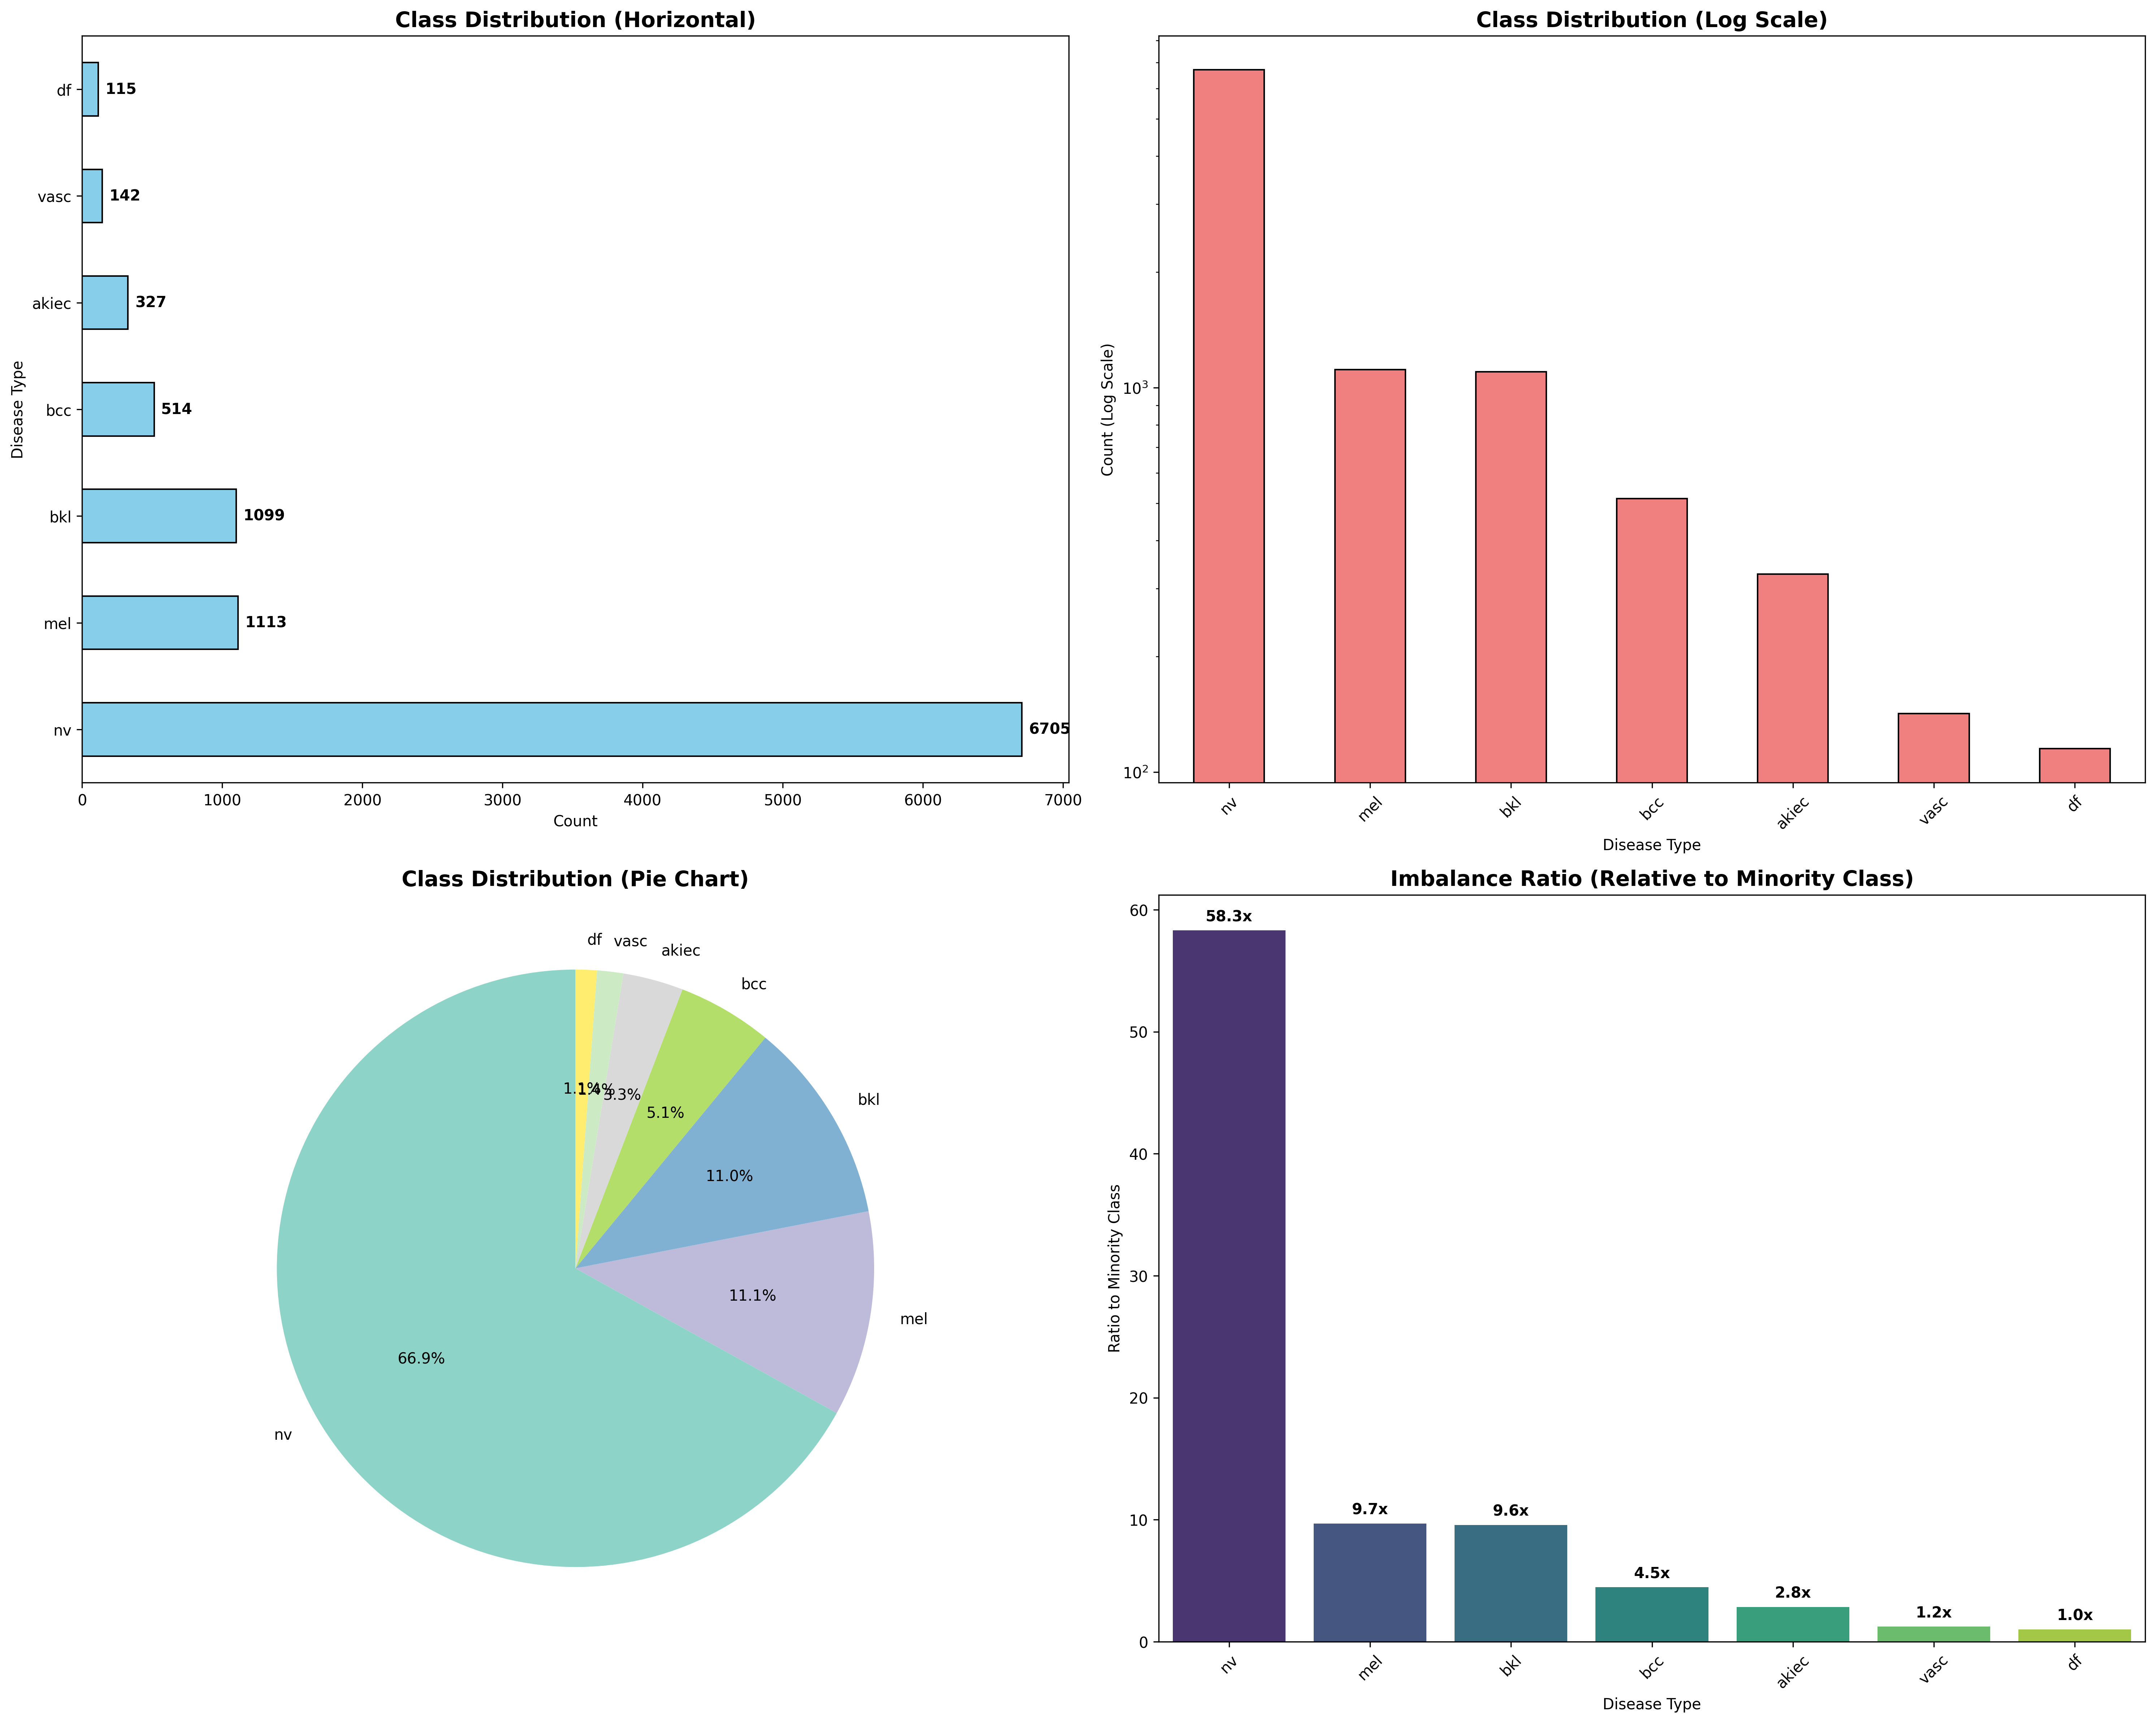 Class Distribution (Horizontal)
Disease Type
df
115
vasc
142
akiec
327
bcc
514
bkl
1099
mel
1113
nv
6705
0 1000 2000 3000 4000 5000 6000 7000
Count
Class Distribution (Log Scale)
Count (Log Scale)
10³
10²
nv mel bkl bcc akiec vasc df
Disease Type
Class Distribution (Pie Chart)
df vasc akiec
bcc
bkl
mel
nv
1.1% 1.4% 3.3%
5.1%
11.0%
11.1%
66.9%
Imbalance Ratio (Relative to Minority Class)
Ratio to Minority Class
60
50
40
30
20
10
0
58.3x
9.7x
9.6x
4.5x
2.8x
1.2x
1.0x
nv mel bkl bcc akiec vasc df
Disease Type